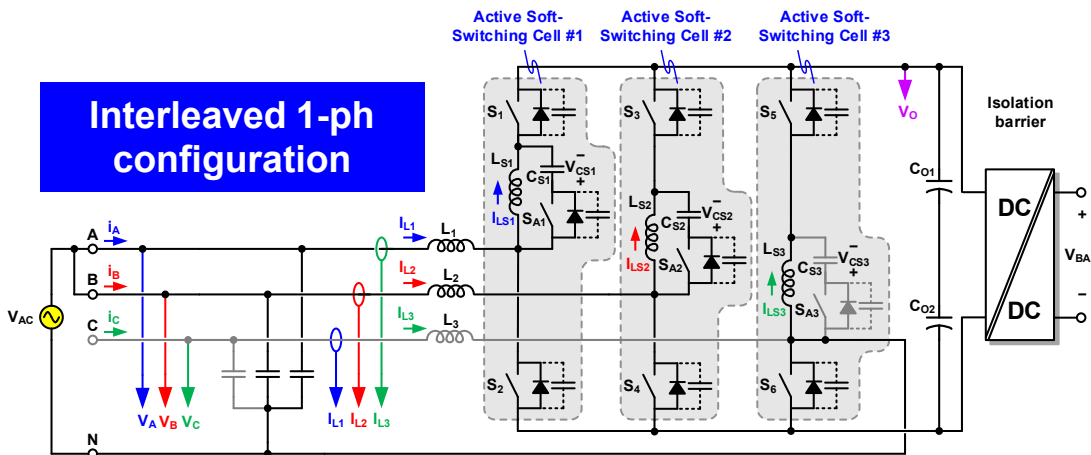 Active Soft-
Switching Cell #1
Active Soft-
Switching Cell #2
Active Soft-
Switching Cell #3
Interleaved 1-ph
configuration
S1
S3
S5
VO
Isolation
barrier
LS1
CS1
VCS1
−
+
ILS1
SA1
LS2
CS2
VCS2
−
+
ILS2
SA2
LS3
CS3
VCS3
−
+
ILS3
SA3
CO1
CO2
DC
DC
+
VBA
−
A
iA
IL1
L1
B
iB
IL2
L2
C
iC
IL3
L3
VAC
S2
S4
S6
VA
VB
VC
IL1
IL2
IL3
N